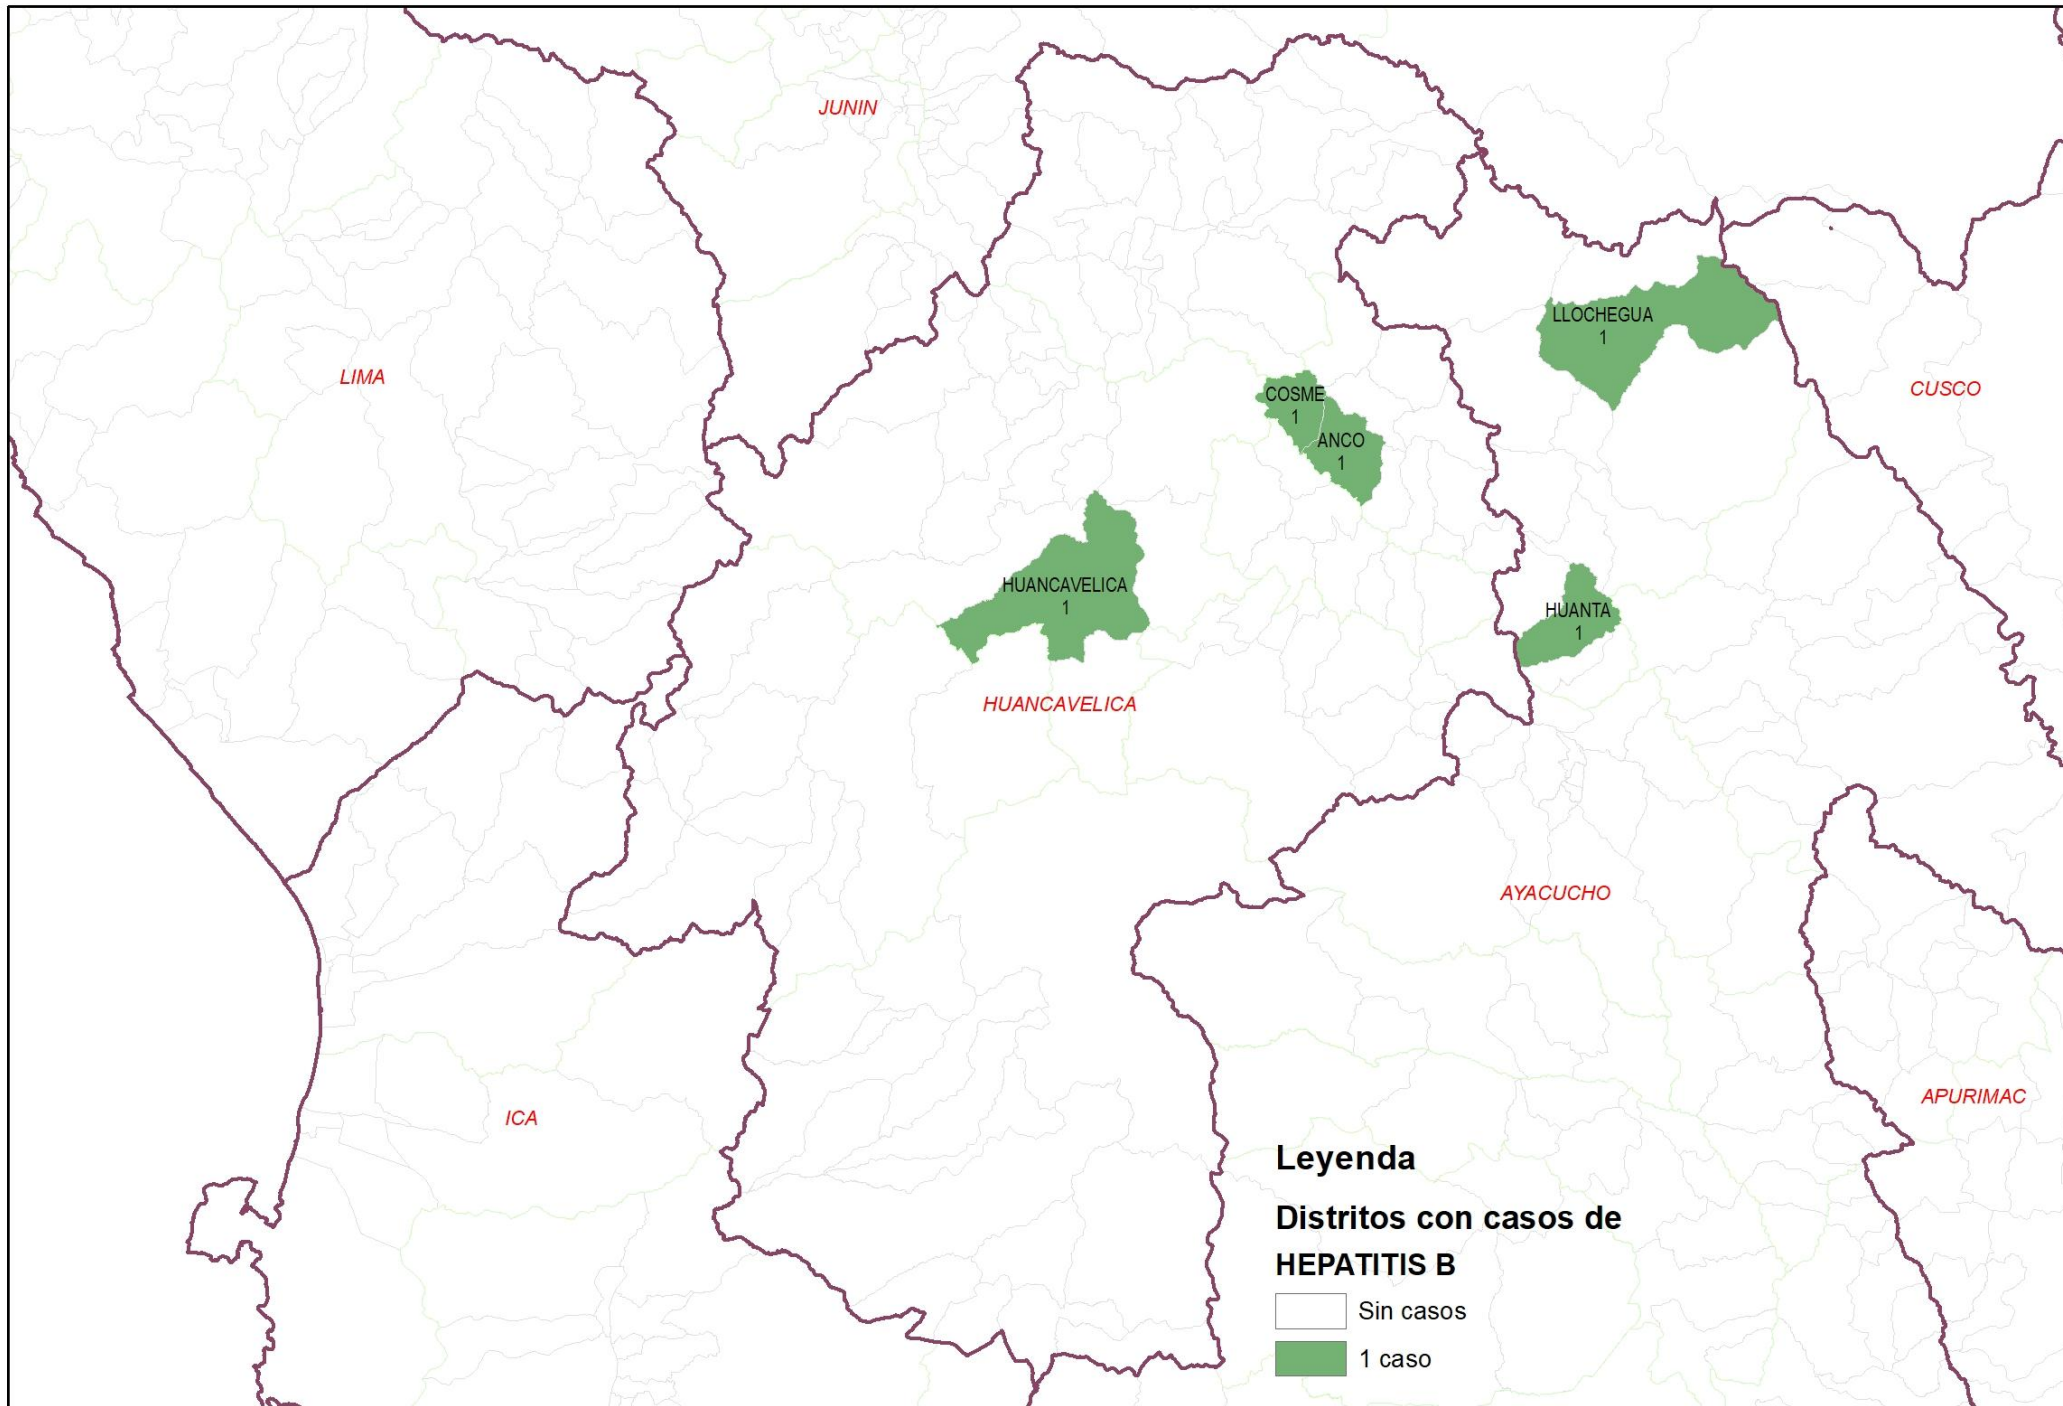 JUNIN
LLOCHEGUA
1
LIMA
CUSCO
COSME
1
ANCO
1
HUANCAVELICA
1
HUANTA
1
HUANCAVELICA
AYACUCHO
APURIMAC
ICA
Leyenda
Distritos con casos de
HEPATITIS B
Sin casos
1 caso